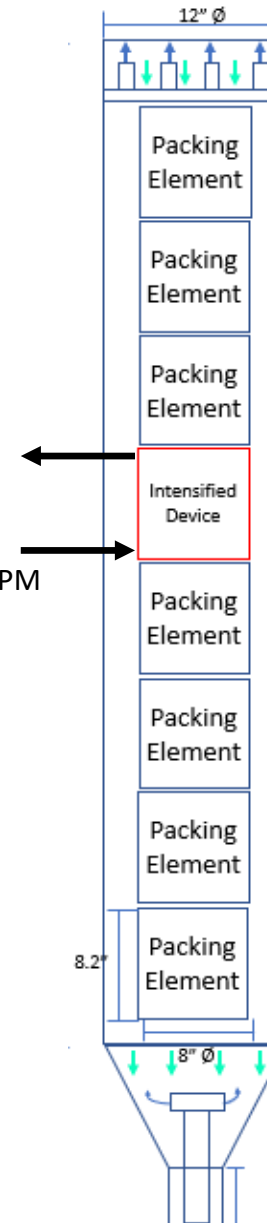 12" Ø
Packing
Element
Packing
Element
Packing
Element
Intensified
Device
PM
Packing
Element
Packing
Element
Packing
Element
Packing
Element
8.2"
8" Ø